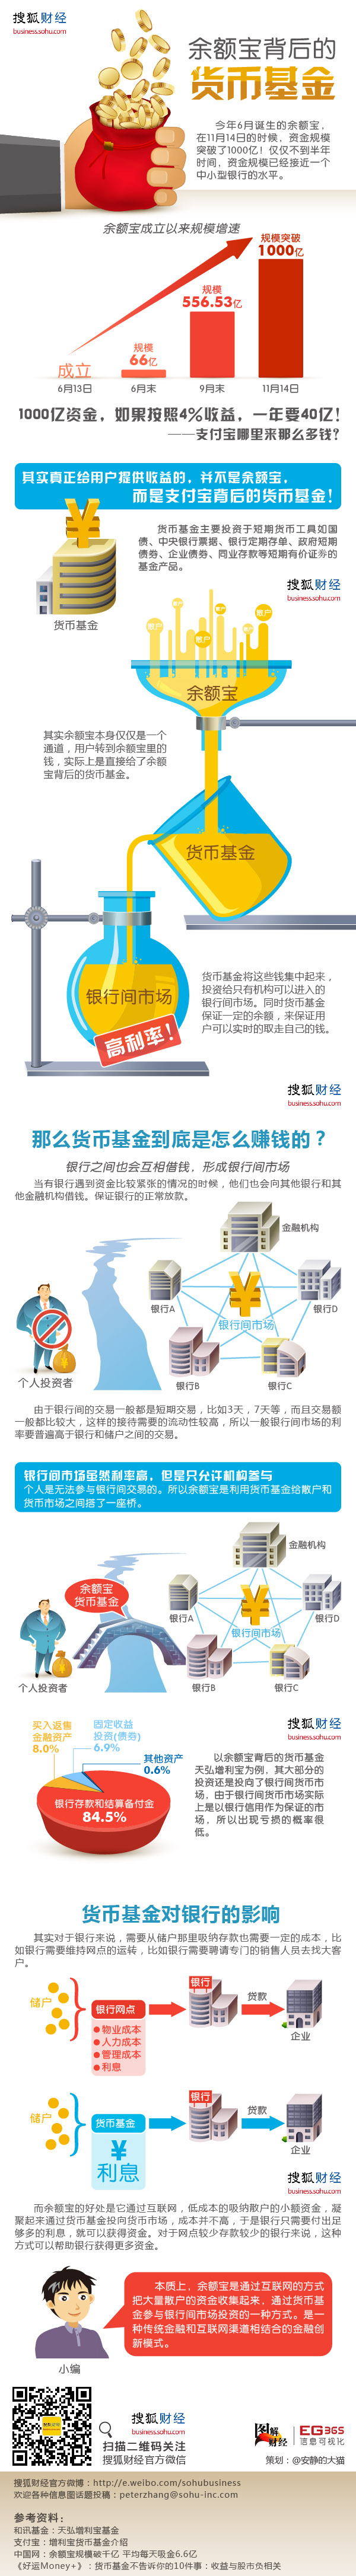 搜狐财经
business.sohu.com
余额宝背后的
货币基金
今年6月诞生的余额宝，
在11月14日的时候，资金规模
突破了1000亿！仅仅不到半年
时间，资金规模已经接近一个
中小型银行的水平。
余额宝成立以来规模增速
规模突破
1000亿
规模
556.53亿
规模
66亿
成立
6月13日 6月末 9月末 11月14日
1000亿资金，如果按照4%收益，一年要40亿！
——支付宝哪里来那么多钱？
其实真正给用户提供收益的，并不是余额宝，
而是支付宝背后的货币基金！
货币基金主要投资于短期货币工具如国
债、中央银行票据、银行定期存单、政府短期
债券、企业债券、同业存款等短期有价证券的
基金产品。
¥
货币基金
搜狐财经
business.sohu.com
散户 散户 散户 散户 散户 散户
余额宝
其实余额宝本身仅仅是一个
通道，用户转到余额宝里的
钱，实际上是直接给了余额
宝背后的货币基金。
货币基金
银行间市场
高利率！
货币基金将这些钱集中起来，
投资给只有机构可以进入的
银行间市场。同时货币基金
保证一定的余额，来保证用
户可以实时的取走自己的钱。
搜狐财经
business.sohu.com
那么货币基金到底是怎么赚钱的？
银行之间也会互相借钱，形成银行间市场
当有银行遇到资金比较紧张的情况的时候，他们也会向其他银行和其
他金融机构借钱。保证银行的正常放款。
金融机构
银行A
银行D
¥
银行间市场
个人投资者
银行B
银行C
由于银行间的交易一般都是短期交易，比如3天，7天等，而且交易额
一般都比较大，这样的接待需要的流动性较高，所以一般银行间市场的利
率要普遍高于银行和储户之间的交易。
银行间市场虽然利率高，但是只允许机构参与
个人是无法参与银行间交易的。所以余额宝是利用货币基金给散户和
货币市场之间搭了一座桥。
金融机构
余额宝
货币基金
银行A
银行D
¥
银行间市场
个人投资者
银行B
银行C
买入返售
金融资产
8.0%
固定收益
投资(债券)
6.9%
其他资产
0.6%
银行存款和结算备付金
84.5%
搜狐财经
business.sohu.com
以余额宝背后的货币基金
天弘增利宝为例，其大部分的
投资还是投向了银行间货币市
场，由于银行间货币市场实际
上是以银行信用作为保证的市
场，所以出现亏损的概率很
低。
货币基金对银行的影响
其实对于银行来说，需要从储户那里吸纳存款也需要一定的成本，比
如银行需要维持网点的运转，比如银行需要聘请专门的销售人员去找大客
户。
储户
银行网点
物业成本
人力成本
管理成本
利息
银行
贷款
企业
储户
货币基金
¥
利息
银行
贷款
企业
搜狐财经
business.sohu.com
而余额宝的好处是它通过互联网，低成本的吸纳散户的小额资金，凝
聚起来通过货币基金投向货币市场，成本并不高，于是银行只需要付出足
够多的利息，就可以获得资金。对于网点较少存款较少的银行来说，这种
方式可以帮助银行获得更多资金。
本质上，余额宝是通过互联网的方式
把大量散户的资金收集起来，通过货币基
金参与银行间市场投资的一种方式。是一
种传统金融和互联网渠道相结合的金融创
新模式。
小编
搜狐财经
business.sohu.com
扫描二维码关注
搜狐财经官方微信
图解财经
EG365
信息可视化
策划：@安静的大猫
搜狐财经官方微博：http://e.weibo.com/sohubusiness
欢迎各种信息图话题投稿：peterzhang@sohu-inc.com
参考资料：
和讯基金：天弘增利宝基金
支付宝：增利宝货币基金介绍
中国网：余额宝规模破千亿 平均每天吸金6.6亿
《好运Money+》：货币基金不告诉你的10件事：收益与股市负相关